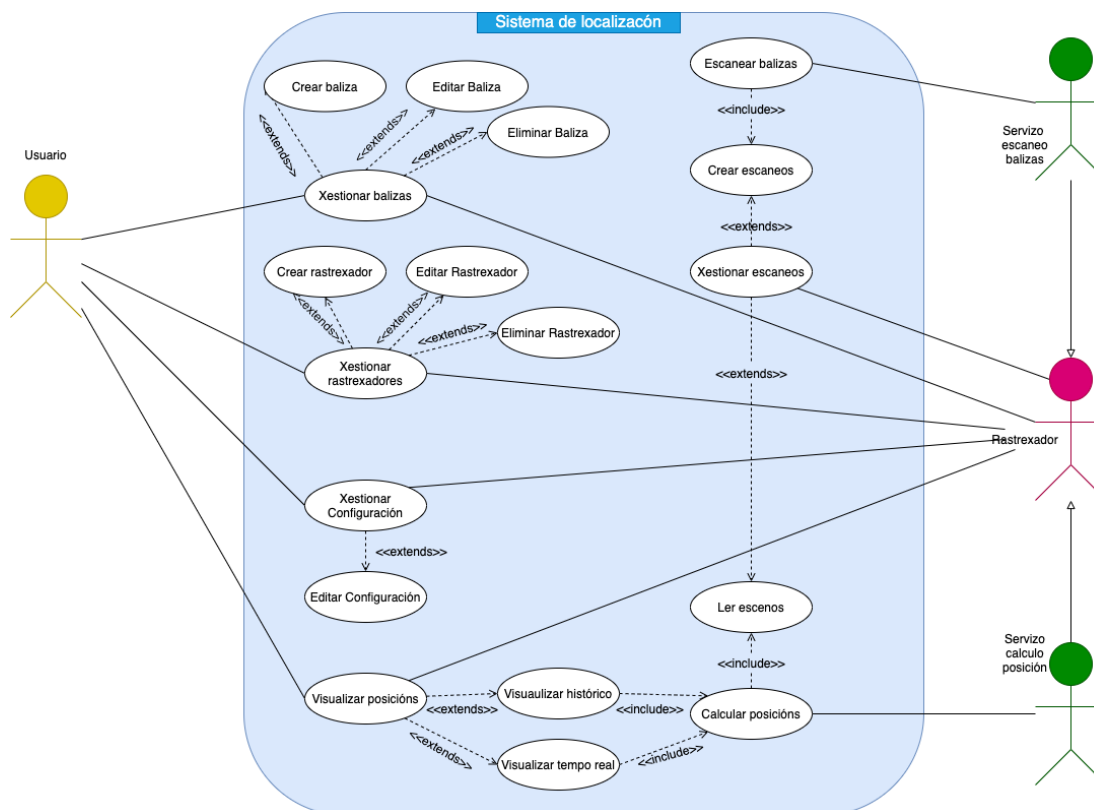 Sistema de localizacón
Escanear balizas
Crear baliza
Editar Baliza
<<include>>
<<extends>>
<<extends>>
Eliminar Baliza
<<extends>>
Servizo
escaneo
balizas
Usuario
Crear escaneos
Xestionar balizas
<<extends>>
Crear rastrexador
Editar Rastrexador
Xestionar escaneos
<<extends>>
<<extends>>
<<extends>>
Eliminar Rastrexador
Xestionar
rastrexadores
<<extends>>
Rastrexador
Xestionar
Configuración
<<extends>>
Editar Configuración
Ler escenos
Servizo
calculo
posición
<<include>>
Visualizar posicións
Visuaulizar histórico
<<extends>>
<<include>>
Calcular posicións
<<extends>>
Visualizar tempo real
<<include>>